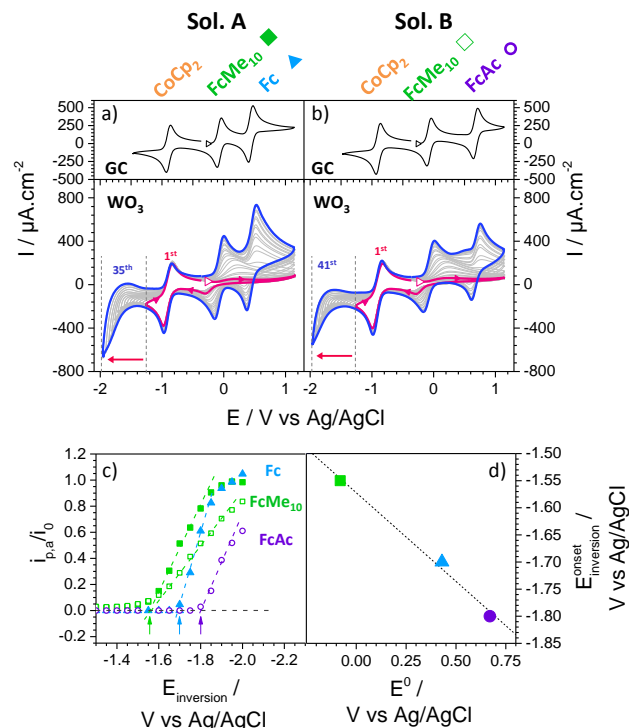 Sol. A Sol. B
CoCp₂ FcMe₁₀ Fc CoCp₂ FcMe₁₀ FcAc
a) b)
500 500
250 250
0 0
-250 -250
-500 -500
GC GC
I / µA.cm⁻² I / µA.cm⁻²
WO₃ WO₃
800 800
400 400
0 0
-400 -400
-800 -800
35ᵗʰ 1ˢᵗ 41ˢᵗ 1ˢᵗ
-2 -1 0 1 -2 -1 0 1
E / V vs Ag/AgCl
c) d)
Fc
FcMe₁₀
FcAc
1.2
1.0
0.8
0.6
0.4
0.2
0.0
-0.2
i_p,a/i₀
-1.4 -1.6 -1.8 -2.0 -2.2
E_inversion /
V vs Ag/AgCl
-1.50
-1.55
-1.60
-1.65
-1.70
-1.75
-1.80
-1.85
E_inversion^onset /
V vs Ag/AgCl
0.00 0.25 0.50 0.75
E⁰ /
V vs Ag/AgCl